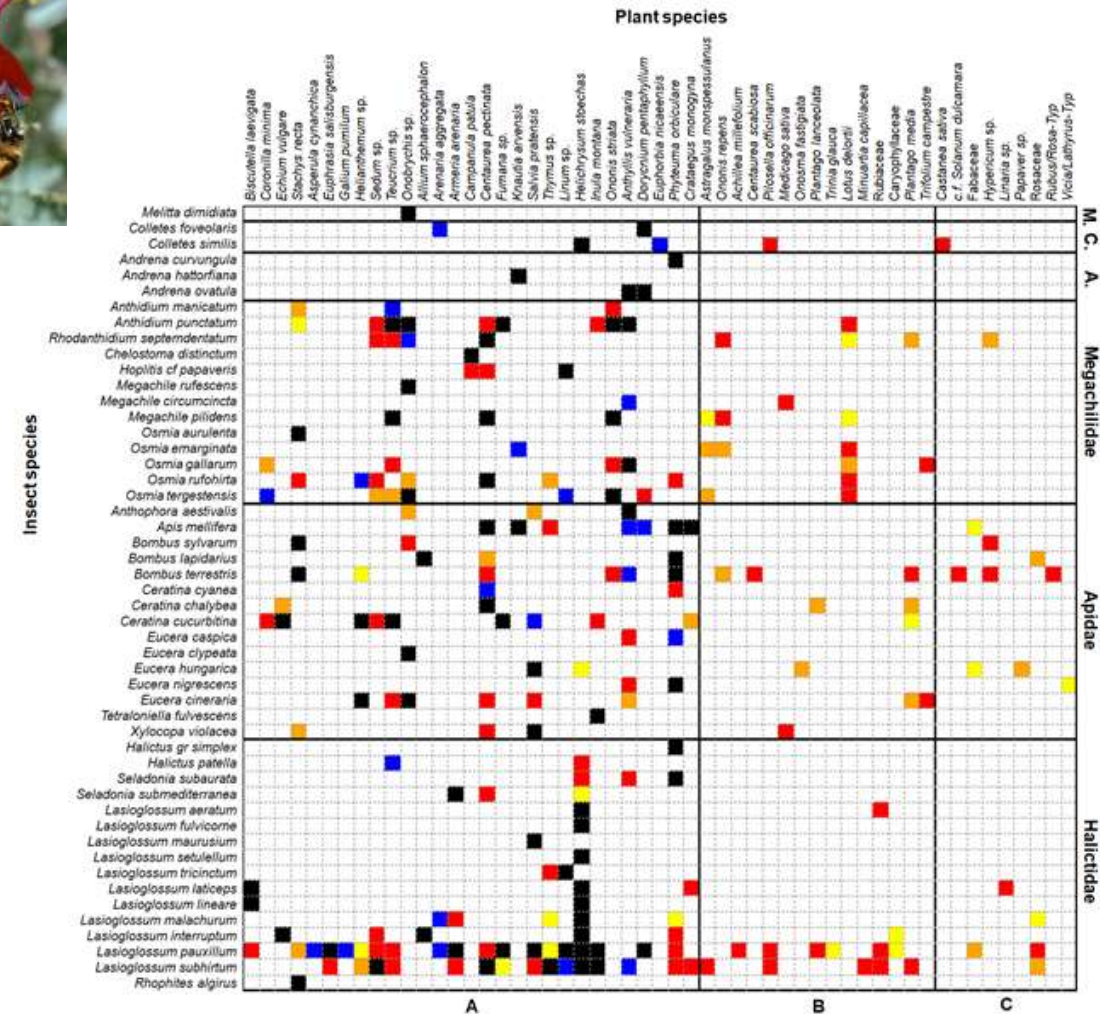 Plant species
Biscutella laevigata
Coronilla minima
Echium vulgare
Stachys recta
Asperula cynanchica
Euphrasia salisburgensis
Galium pumilum
Helianthemum sp.
Sedum sp.
Teucrium sp.
Onobrychis sp.
Allium sphaerocephalon
Arenaria aggregata
Armeria arenaria
Campanula patula
Centaurea pectinata
Fumana sp.
Knautia arvensis
Salvia pratensis
Thymus sp.
Linum sp.
Helichrysum stoechas
Inula montana
Ononis striata
Anthyllis vulneraria
Dorycnium pentaphyllum
Euphorbia nicaeensis
Phyteuma orbiculare
Crataegus monogyna
Astragalus monspessulanus
Ononis repens
Achillea millefolium
Centaurea scabiosa
Pilosella officinarum
Medicago sativa
Onosma fastigiata
Plantago lanceolata
Trinia glauca
Lotus delortii
Minuartia capillacea
Rubiaceae
Caryophyllaceae
Plantago media
Trifolium campestre
Castanea sativa
c.f. Solanum dulcamara
Fabaceae
Hypericum sp.
Linaria sp.
Papaver sp.
Rosaceae
Rubus/Rosa-Typ
Vicia/Lathyrus-Typ
Insect species
Melitta dimidiata
Colletes foveolaris
Colletes similis
Andrena curvungula
Andrena hattorfiana
Andrena ovatula
Anthidium manicatum
Anthidium punctatum
Rhodanthidium septemdentatum
Chelostoma distinctum
Hoplitis cf papaveris
Megachile rufescens
Megachile circumcincta
Megachile pilidens
Osmia aurulenta
Osmia emarginata
Osmia gallarum
Osmia rufohirta
Osmia tergestensis
Anthophora aestivalis
Apis mellifera
Bombus sylvarum
Bombus lapidarius
Bombus terrestris
Ceratina cyanea
Ceratina chalybea
Ceratina cucurbitina
Eucera caspica
Eucera clypeata
Eucera hungarica
Eucera nigrescens
Eucera cineraria
Tetraloniella fulvescens
Xylocopa violacea
Halictus gr simplex
Halictus patella
Seladonia subaurata
Seladonia submediterranea
Lasioglossum aeratum
Lasioglossum fulvicorne
Lasioglossum maurusium
Lasioglossum setulellum
Lasioglossum tricinctum
Lasioglossum laticeps
Lasioglossum lineare
Lasioglossum malachurum
Lasioglossum interruptum
Lasioglossum pauxillum
Lasioglossum subhirtum
Rhophites algirus
M.
C.
A.
Megachilidae
Apidae
Halictidae
A
B
C